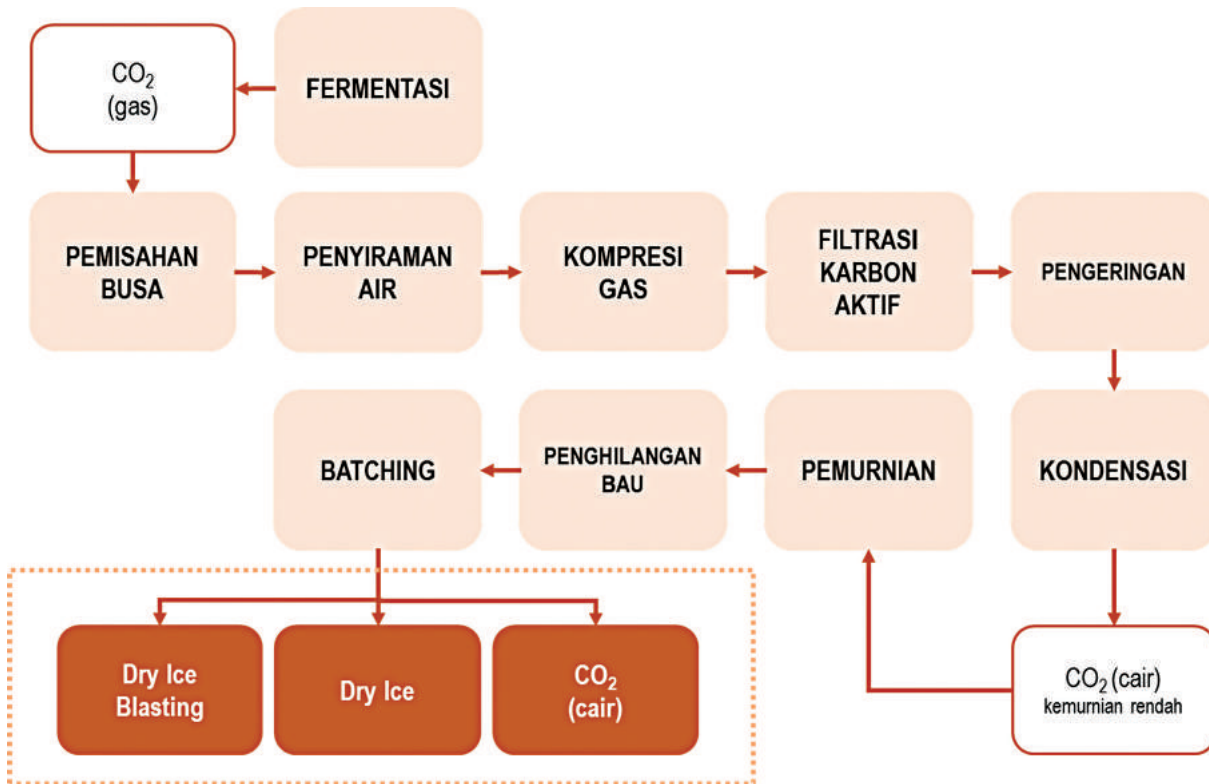 CO₂
(gas)
FERMENTASI
PEMISAHAN
BUSA
PENYIRAMAN
AIR
KOMPRESI
GAS
FILTRASI
KARBON
AKTIF
PENGERINGAN
BATCHING
PENGHILANGAN
BAU
PEMURNIAN
KONDENSASI
Dry Ice
Blasting
Dry Ice
CO₂
(cair)
CO₂ (cair)
kemurnian rendah